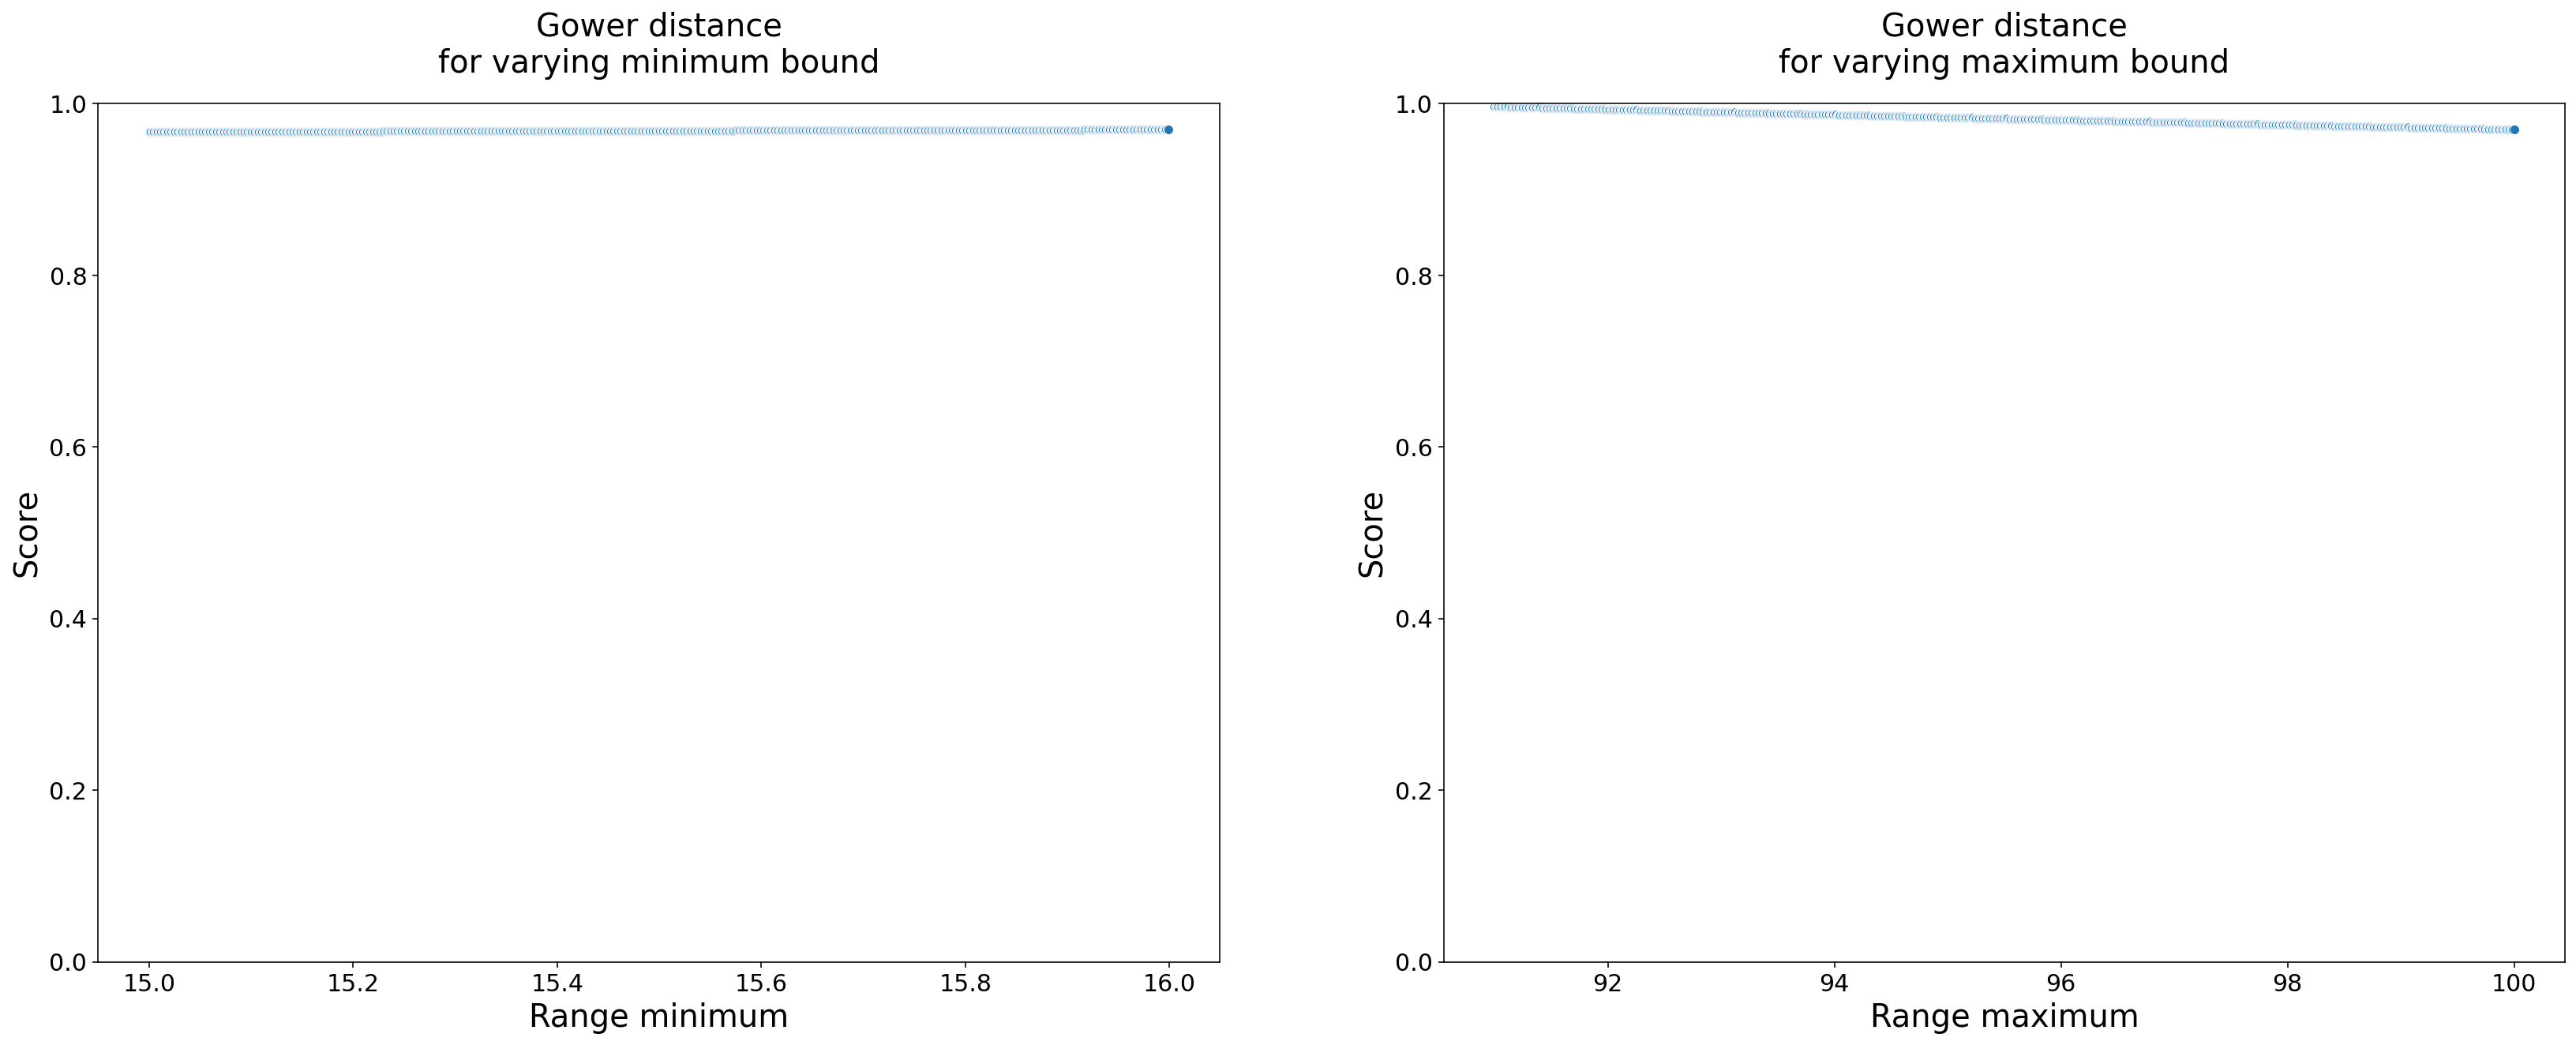 Gower distance
for varying minimum bound
1.0
0.8
0.6
0.4
0.2
0.0
Score
15.0 15.2 15.4 15.6 15.8 16.0
Range minimum
Gower distance
for varying maximum bound
1.0
0.8
0.6
0.4
0.2
0.0
Score
92 94 96 98 100
Range maximum